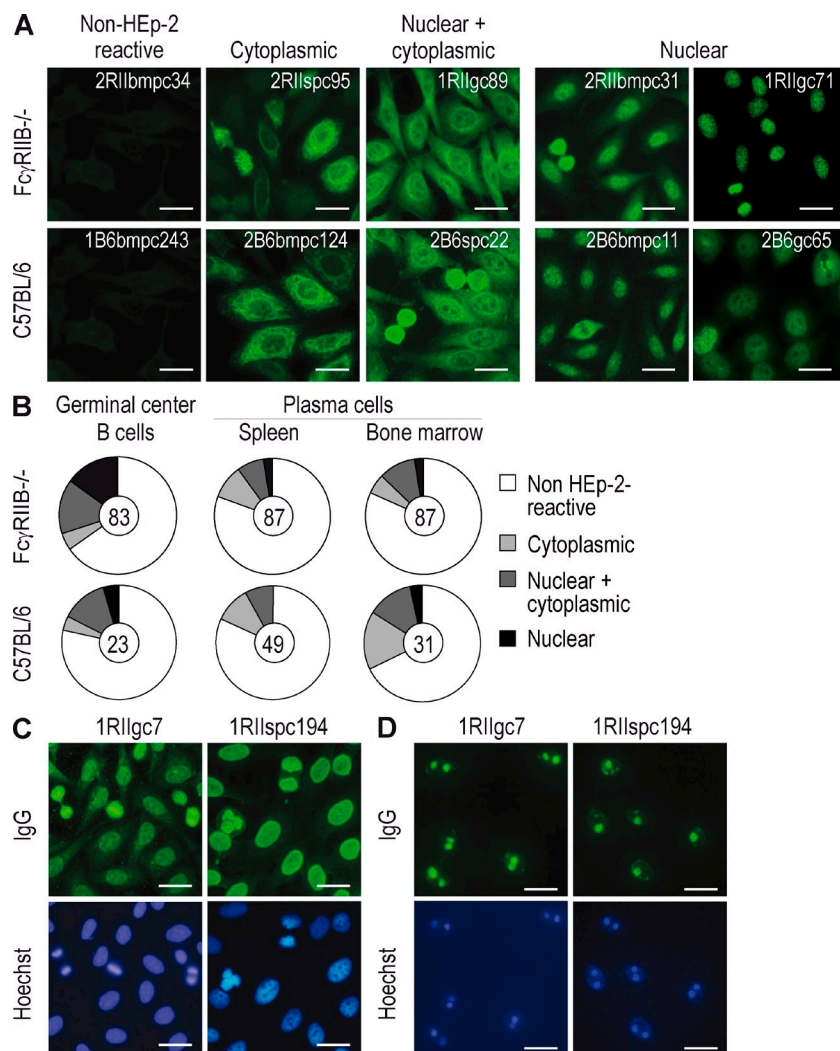 A
Non-HEp-2
reactive
Cytoplasmic
Nuclear +
cytoplasmic
Nuclear
FcγRIIB-/-
2RIIbmpc34
2RIIspc95
1RIIgc89
2RIIbmpc31
1RIIgc71
C57BL/6
1B6bmpc243
2B6bmpc124
2B6spc22
2B6bmpc11
2B6gc65
B
Germinal center
B cells
Plasma cells
Spleen
Bone marrow
FcγRIIB-/-
83
87
87
C57BL/6
23
49
31
Non HEp-2-
reactive
Cytoplasmic
Nuclear +
cytoplasmic
Nuclear
C
1RIIgc7
1RIIspc194
IgG
Hoechst
D
1RIIgc7
1RIIspc194
IgG
Hoechst